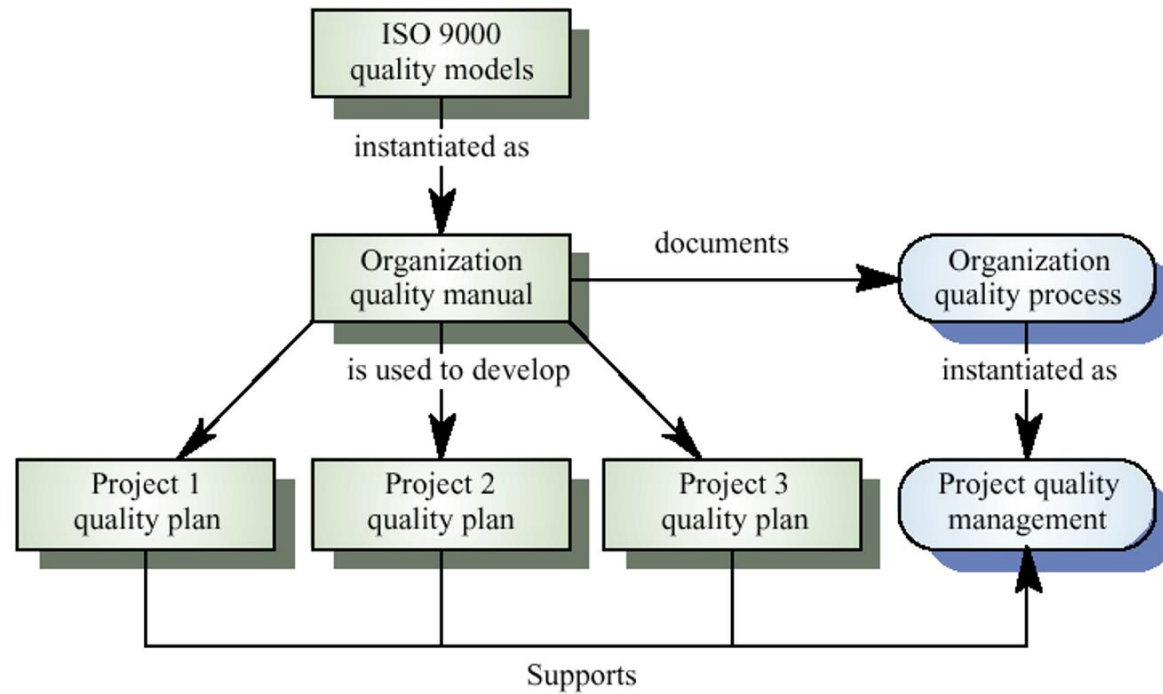 ISO 9000
quality models
instantiated as
Organization
quality manual
documents
Organization
quality process
is used to develop
instantiated as
Project 1
quality plan
Project 2
quality plan
Project 3
quality plan
Project quality
management
Supports